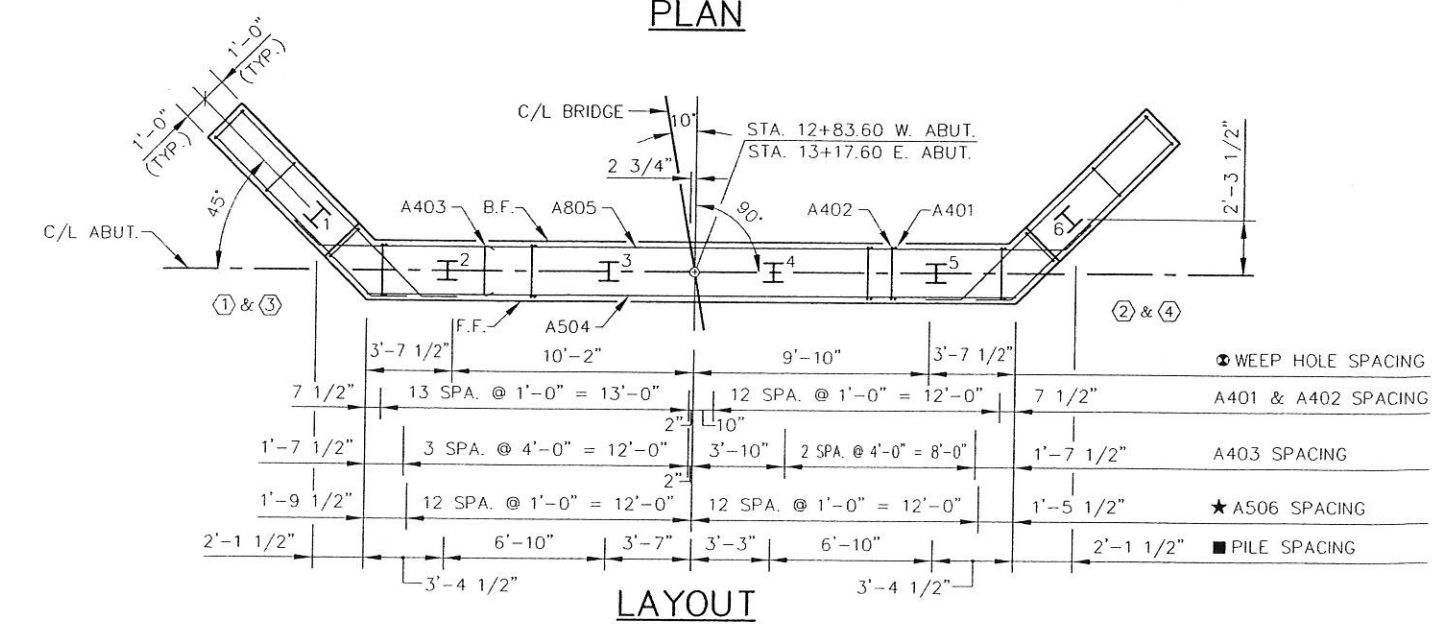 PLAN
1'-0"
(TYP.)
1'-0"
(TYP.)
C/L BRIDGE
10°
STA. 12+83.60 W. ABUT.
STA. 13+17.60 E. ABUT.
2 3/4"
2'-3 1/2"
45°
A403
B.F.
A805
90°
A402
A401
C/L ABUT.
1
2
3
4
5
6
1 & 3
2 & 4
F.F.
A504
3'-7 1/2"
10'-2"
9'-10"
3'-7 1/2"
WEEP HOLE SPACING
7 1/2"
13 SPA. @ 1'-0" = 13'-0"
12 SPA. @ 1'-0" = 12'-0"
7 1/2"
A401 & A402 SPACING
2"
10"
1'-7 1/2"
3 SPA. @ 4'-0" = 12'-0"
3'-10"
2 SPA. @ 4'-0" = 8'-0"
1'-7 1/2"
A403 SPACING
2"
1'-9 1/2"
12 SPA. @ 1'-0" = 12'-0"
12 SPA. @ 1'-0" = 12'-0"
1'-5 1/2"
★ A506 SPACING
2'-1 1/2"
6'-10"
3'-7"
3'-3"
6'-10"
2'-1 1/2"
■ PILE SPACING
3'-4 1/2"
3'-4 1/2"
LAYOUT